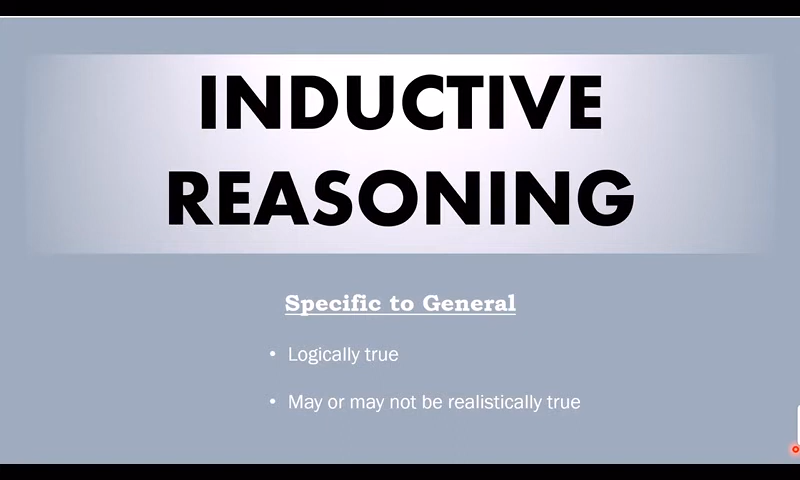 INDUCTIVE
REASONING
Specific to General
• Logically true
• May or may not be realistically true